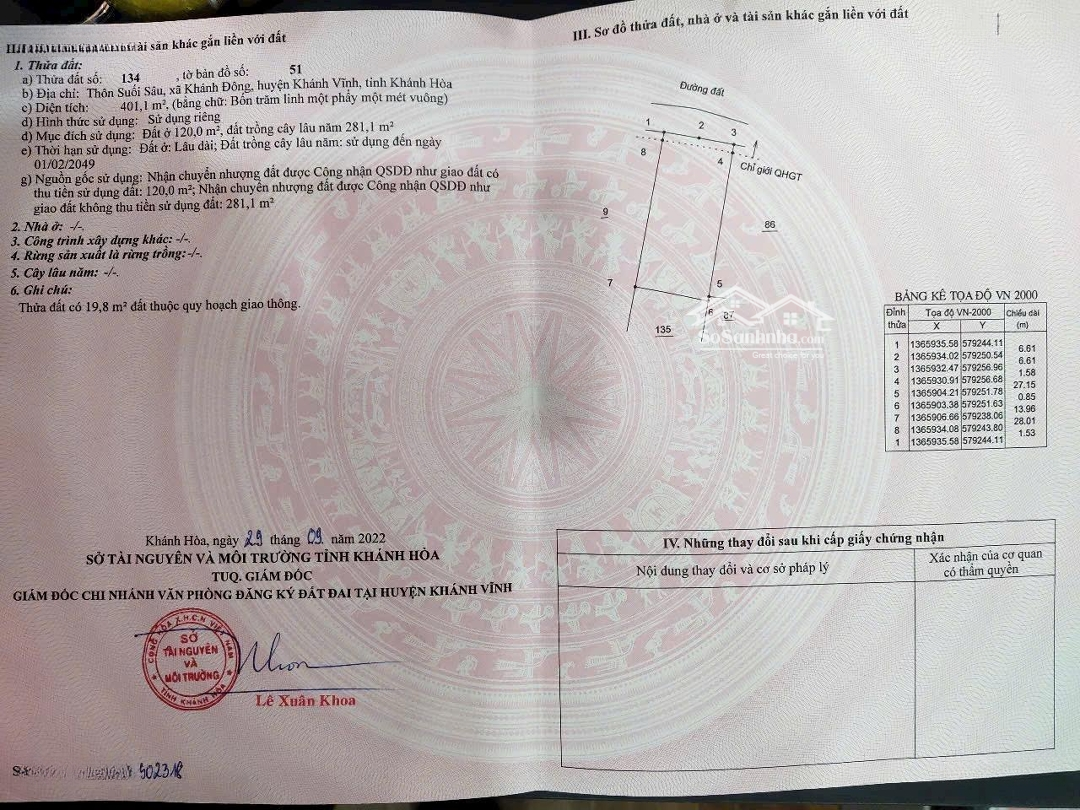 tài sản khác gắn liền với đất
1. Thửa đất:
a) Thửa đất số: 134 , tờ bản đồ số: 51
b) Địa chỉ: Thôn Suối Sâu, xã Khánh Đông, huyện Khánh Vĩnh, tỉnh Khánh Hòa
c) Diện tích: 401,1 m², (bằng chữ: Bốn trăm linh một phẩy một mét vuông)
d) Hình thức sử dụng: Sử dụng riêng
đ) Mục đích sử dụng: Đất ở 120,0 m², đất trồng cây lâu năm 281,1 m²
e) Thời hạn sử dụng: Đất ở: Lâu dài; Đất trồng cây lâu năm: sử dụng đến ngày
01/02/2049
g) Nguồn gốc sử dụng: Nhận chuyển nhượng đất được Công nhận QSDĐ như giao đất có
thu tiền sử dụng đất: 120,0 m²; Nhận chuyển nhượng đất được Công nhận QSDĐ như
giao đất không thu tiền sử dụng đất: 281,1 m²
2. Nhà ở: -/-.
3. Công trình xây dựng khác: -/-.
4. Rừng sản xuất là rừng trồng: -/-.
5. Cây lâu năm: -/-.
6. Ghi chú:
Thửa đất có 19,8 m² đất thuộc quy hoạch giao thông.
Khánh Hòa, ngày 29 tháng 09 năm 2022
SỞ TÀI NGUYÊN VÀ MÔI TRƯỜNG TỈNH KHÁNH HÒA
TUQ. GIÁM ĐỐC
GIÁM ĐỐC CHI NHÁNH VĂN PHÒNG ĐĂNG KÝ ĐẤT ĐAI TẠI HUYỆN KHÁNH VĨNH
CỘNG HÒA X.H.C.N VIỆT NAM
SỞ
TÀI NGUYÊN
VÀ
MÔI TRƯỜNG
TỈNH KHÁNH HÒA
Lê Xuân Khoa
III. Sơ đồ thửa đất, nhà ở và tài sản khác gắn liền với đất
Đường đất
1
2
3
8
4
Chỉ giới QHGT
9
86
7
5
6
87
135
SoSanhnha.com
Great choice for you
BẢNG KÊ TỌA ĐỘ VN 2000
Đỉnh thửa Tọa độ VN-2000 Chiều dài (m)
X Y
1 1365935.58 579244.11
6.61
2 1365934.02 579250.54
6.61
3 1365932.47 579256.96
1.58
4 1365930.91 579256.68
27.15
5 1365904.21 579251.78
0.85
6 1365903.38 579251.63
13.96
7 1365906.66 579238.06
28.01
8 1365934.08 579243.80
1.53
1 1365935.58 579244.11
IV. Những thay đổi sau khi cấp giấy chứng nhận
Nội dung thay đổi và cơ sở pháp lý
Xác nhận của cơ quan
có thẩm quyền